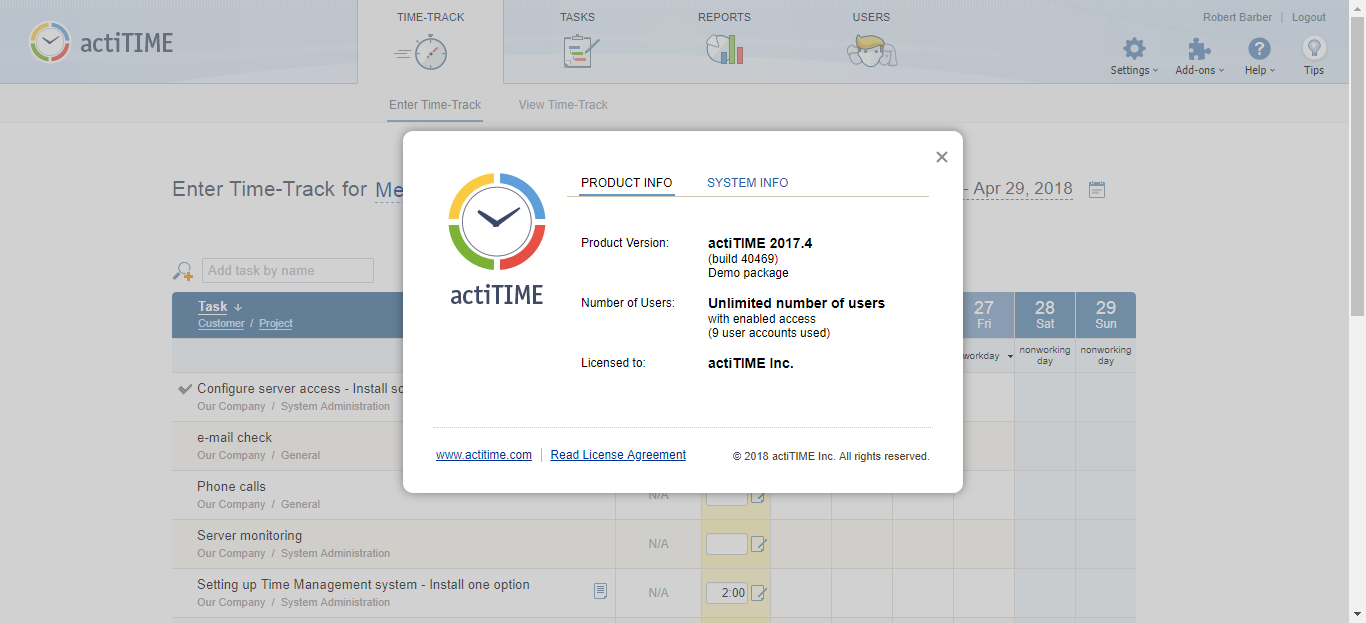 TIME-TRACK
TASKS
REPORTS
USERS
Robert Barber
Logout
actiTIME
Settings
Add-ons
Help
?
Tips
Enter Time-Track
View Time-Track
Enter Time-Track for Me
- Apr 29, 2018
PRODUCT INFO
SYSTEM INFO
actiTIME
Product Version:
actiTIME 2017.4
(build 40469)
Demo package
Number of Users:
Unlimited number of users
with enabled access
(9 user accounts used)
Licensed to:
actiTIME Inc.
www.actitime.com
Read License Agreement
© 2018 actiTIME Inc. All rights reserved.
Add task by name
Task
Customer / Project
27
Fri
28
Sat
29
Sun
workday
nonworking
day
nonworking
day
Configure server access - Install
Our Company / System Administration
e-mail check
Our Company / General
Phone calls
Our Company / General
N/A
Server monitoring
Our Company / System Administration
N/A
Setting up Time Management system - Install one option
Our Company / System Administration
N/A
2:00